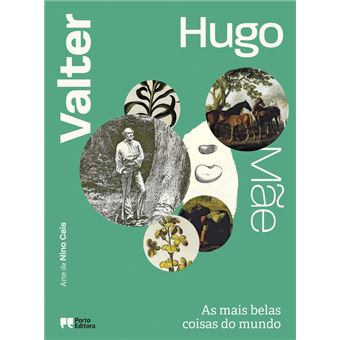 Valter
Hugo
Mãe
Arte de Nino Cais
As mais belas
coisas do mundo
Porto
Editora